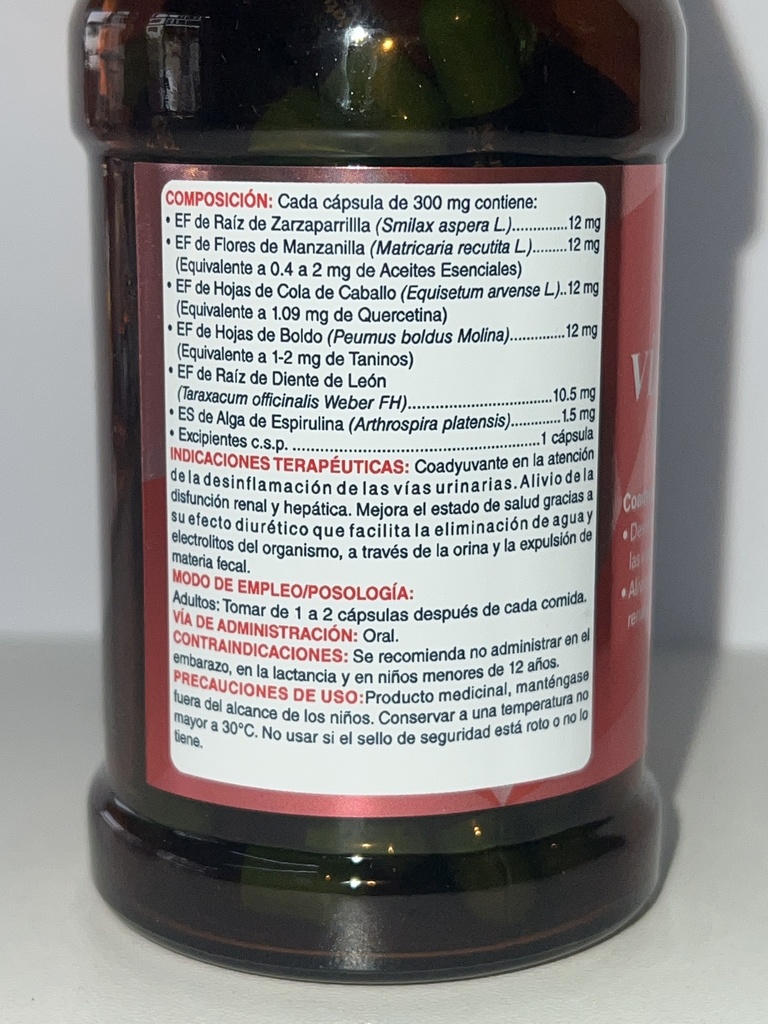 COMPOSICIÓN: Cada cápsula de 300 mg contiene:
• EF de Raíz de Zarzaparrillla (Smilax aspera L.)..............12 mg
• EF de Flores de Manzanilla (Matricaria recutita L.).........12 mg
(Equivalente a 0.4 a 2 mg de Aceites Esenciales)
• EF de Hojas de Cola de Caballo (Equisetum arvense L.)..12 mg
(Equivalente a 1.09 mg de Quercetina)
• EF de Hojas de Boldo (Peumus boldus Molina)..............12 mg
(Equivalente a 1-2 mg de Taninos)
• EF de Raíz de Diente de León
(Taraxacum officinalis Weber FH)...................................10.5 mg
• ES de Alga de Espirulina (Arthrospira platensis)............1.5 mg
• Excipientes c.s.p. ............................................................1 cápsula
INDICACIONES TERAPÉUTICAS: Coadyuvante en la atención
de la desinflamación de las vías urinarias. Alivio de la
disfunción renal y hepática. Mejora el estado de salud gracias a
su efecto diurético que facilita la eliminación de agua y
electrolitos del organismo, a través de la orina y la expulsión de
materia fecal.
MODO DE EMPLEO/POSOLOGÍA:
Adultos: Tomar de 1 a 2 cápsulas después de cada comida.
VÍA DE ADMINISTRACIÓN: Oral.
CONTRAINDICACIONES: Se recomienda no administrar en el
embarazo, en la lactancia y en niños menores de 12 años.
PRECAUCIONES DE USO:Producto medicinal, manténgase
fuera del alcance de los niños. Conservar a una temperatura no
mayor a 30°C. No usar si el sello de seguridad está roto o no lo
tiene.